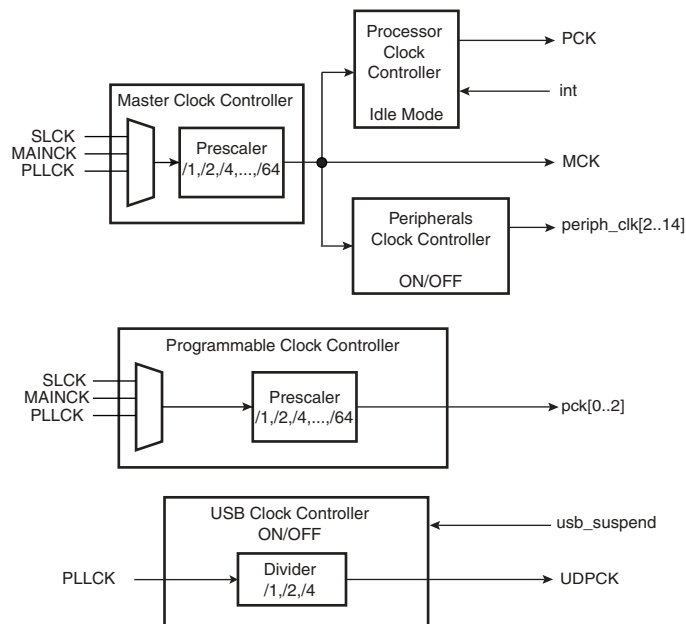 Processor
Clock
Controller
Idle Mode
PCK
int
Master Clock Controller
SLCK
MAINCK
PLLCK
Prescaler
/1,/2,/4,...,/64
MCK
Peripherals
Clock Controller
ON/OFF
periph_clk[2..14]
Programmable Clock Controller
SLCK
MAINCK
PLLCK
Prescaler
/1,/2,/4,...,/64
pck[0..2]
USB Clock Controller
ON/OFF
usb_suspend
PLLCK
Divider
/1,/2,/4
UDPCK